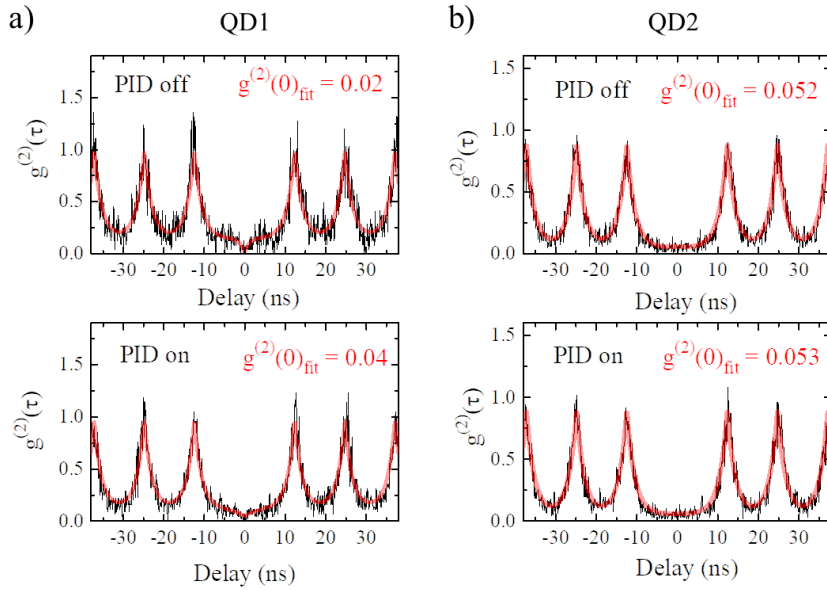 a) QD1
b) QD2
PID off g⁽²⁾(0)fit = 0.02
g⁽²⁾(τ)
1.5
1.0
0.5
0.0
-30 -20 -10 0 10 20 30
Delay (ns)
PID off g⁽²⁾(0)fit = 0.052
g⁽²⁾(τ)
1.5
1.0
0.5
0.0
-30 -20 -10 0 10 20 30
Delay (ns)
PID on g⁽²⁾(0)fit = 0.04
g⁽²⁾(τ)
1.5
1.0
0.5
0.0
-30 -20 -10 0 10 20 30
Delay (ns)
PID on g⁽²⁾(0)fit = 0.053
g⁽²⁾(τ)
1.5
1.0
0.5
0.0
-30 -20 -10 0 10 20 30
Delay (ns)